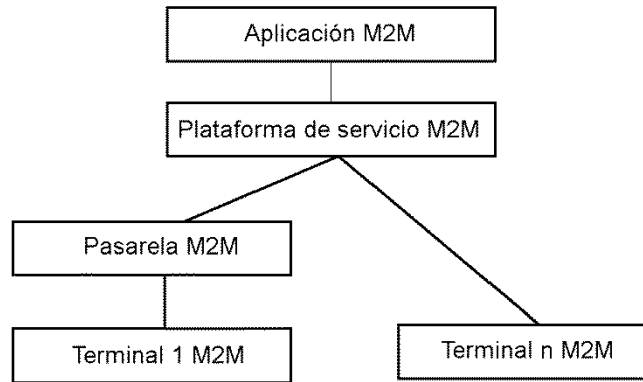 Aplicación M2M
Plataforma de servicio M2M
Pasarela M2M
Terminal 1 M2M
Terminal n M2M